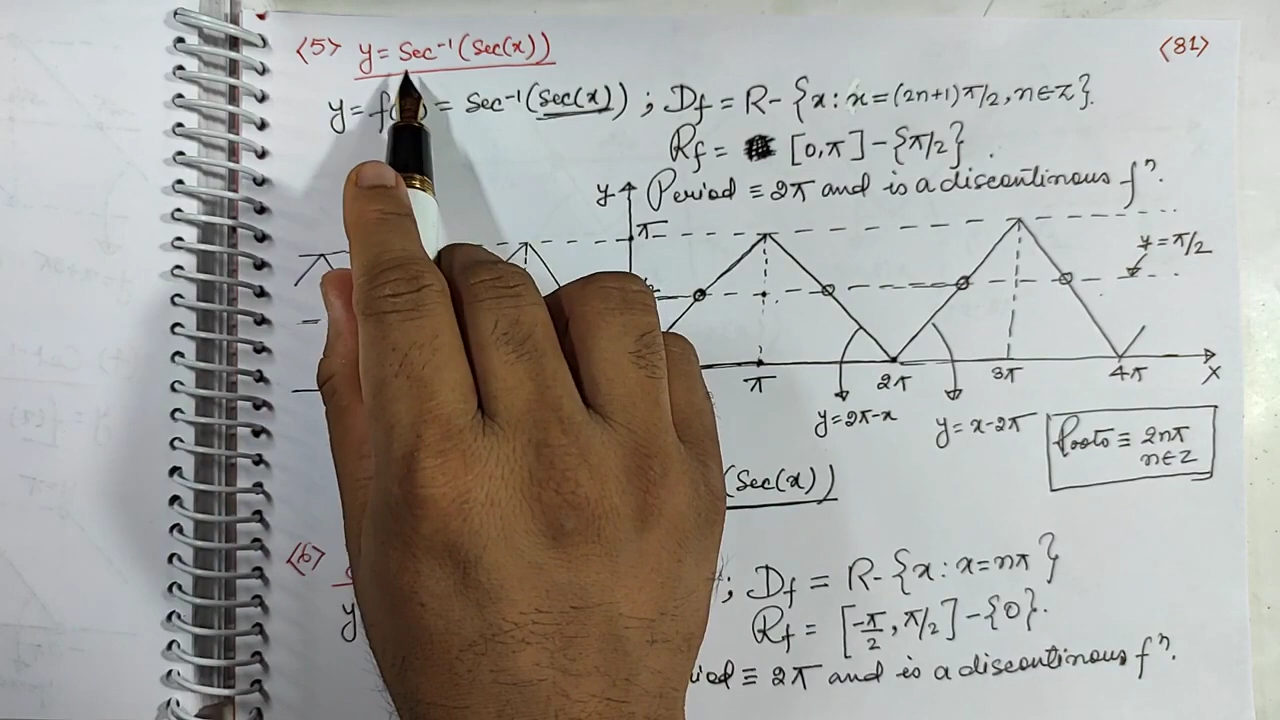 <5> y = Sec⁻¹(Sec(x))
<81>
y = f( = Sec⁻¹(Sec(x)) ; Df = R - {x : x = (2n+1)π/2, n∈Z}.
Rf = [0,π] - {π/2}
y Period ≡ 2π and is a discontinous fⁿ.
π
y = π/2
π 2π 3π 4π X
y = 2π-x y = x-2π
Roots ≡ 2nπ
n∈Z
(Sec(x))
<6>
; Df = R - {x : x = nπ}
y
Rf = [-π/2, π/2] - {0}.
iod ≡ 2π and is a discontinous fⁿ.